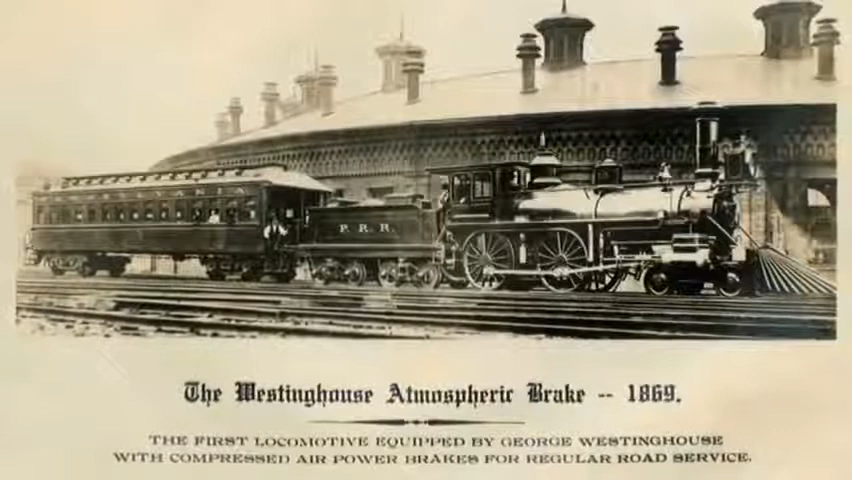 PENNSYLVANIA
P. R. R.
The Westinghouse Atmospheric Brake -- 1869.
THE FIRST LOCOMOTIVE EQUIPPED BY GEORGE WESTINGHOUSE
WITH COMPRESSED AIR POWER BRAKES FOR REGULAR ROAD SERVICE.